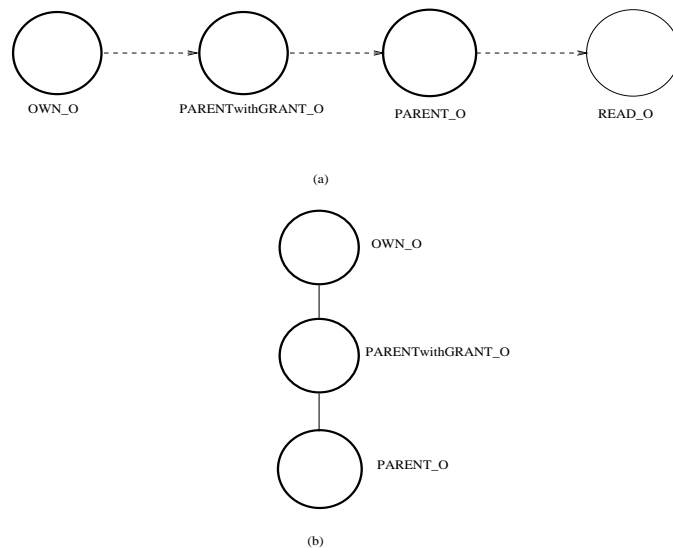 OWN_O
PARENTwithGRANT_O
PARENT_O
READ_O
(a)
OWN_O
PARENTwithGRANT_O
PARENT_O
(b)